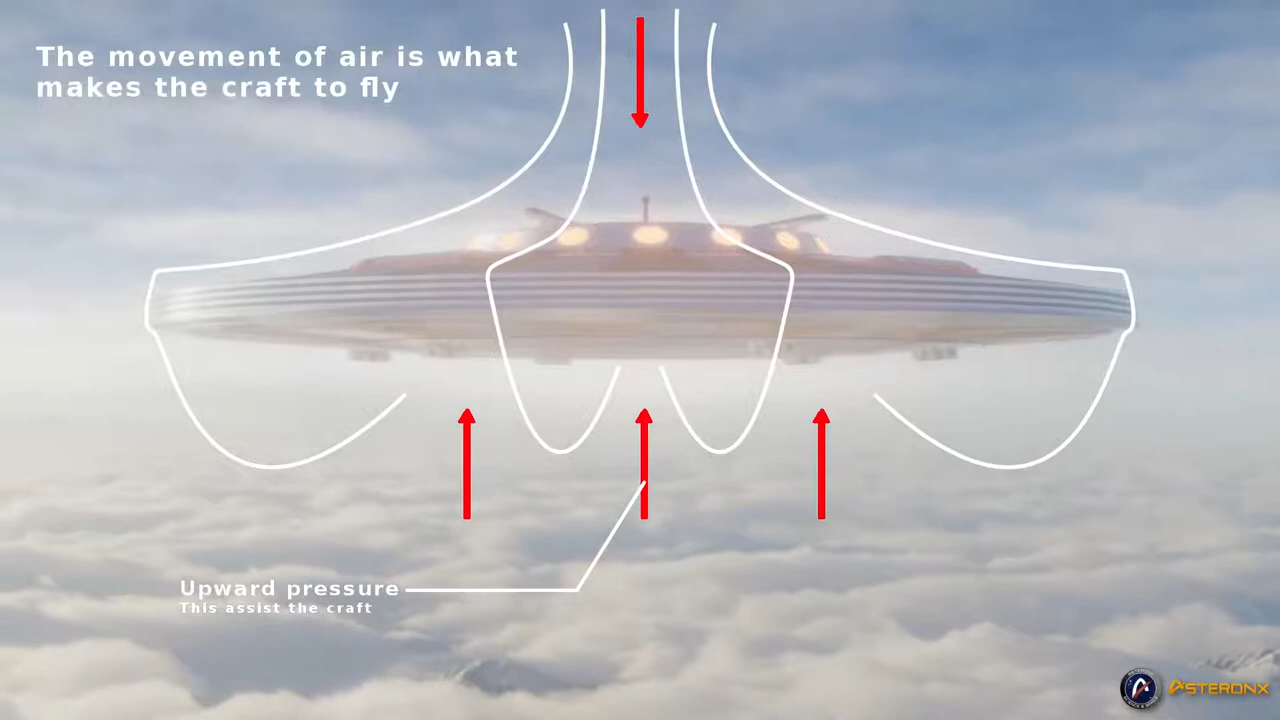 The movement of air is what
makes the craft to fly
Upward pressure
This assist the craft
ASTERONX